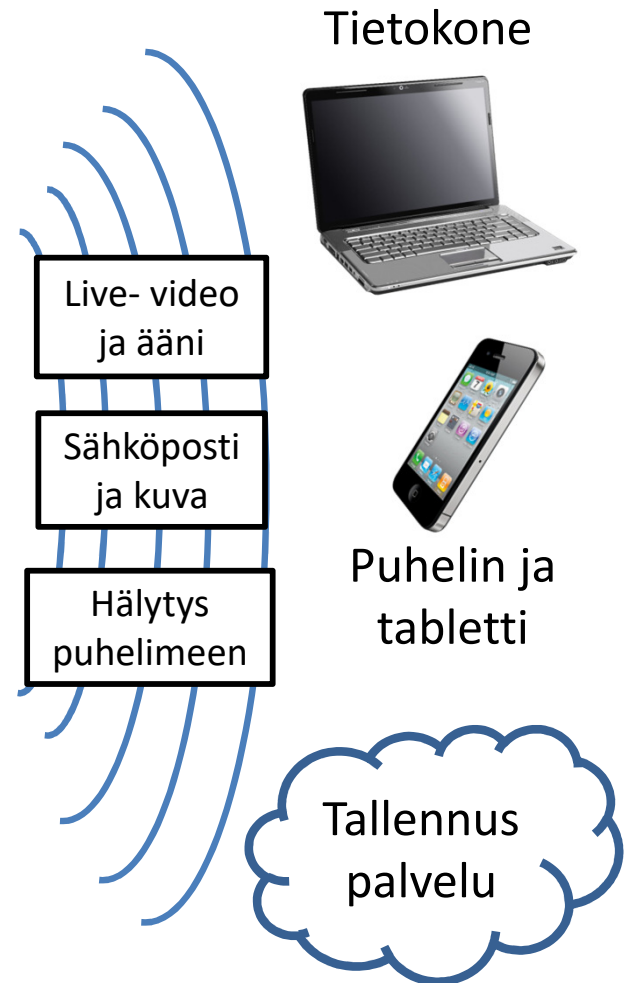 Tietokone
Live- video
ja ääni
Sähköposti
ja kuva
Hälytys
puhelimeen
Puhelin ja
tabletti
Tallennus
palvelu